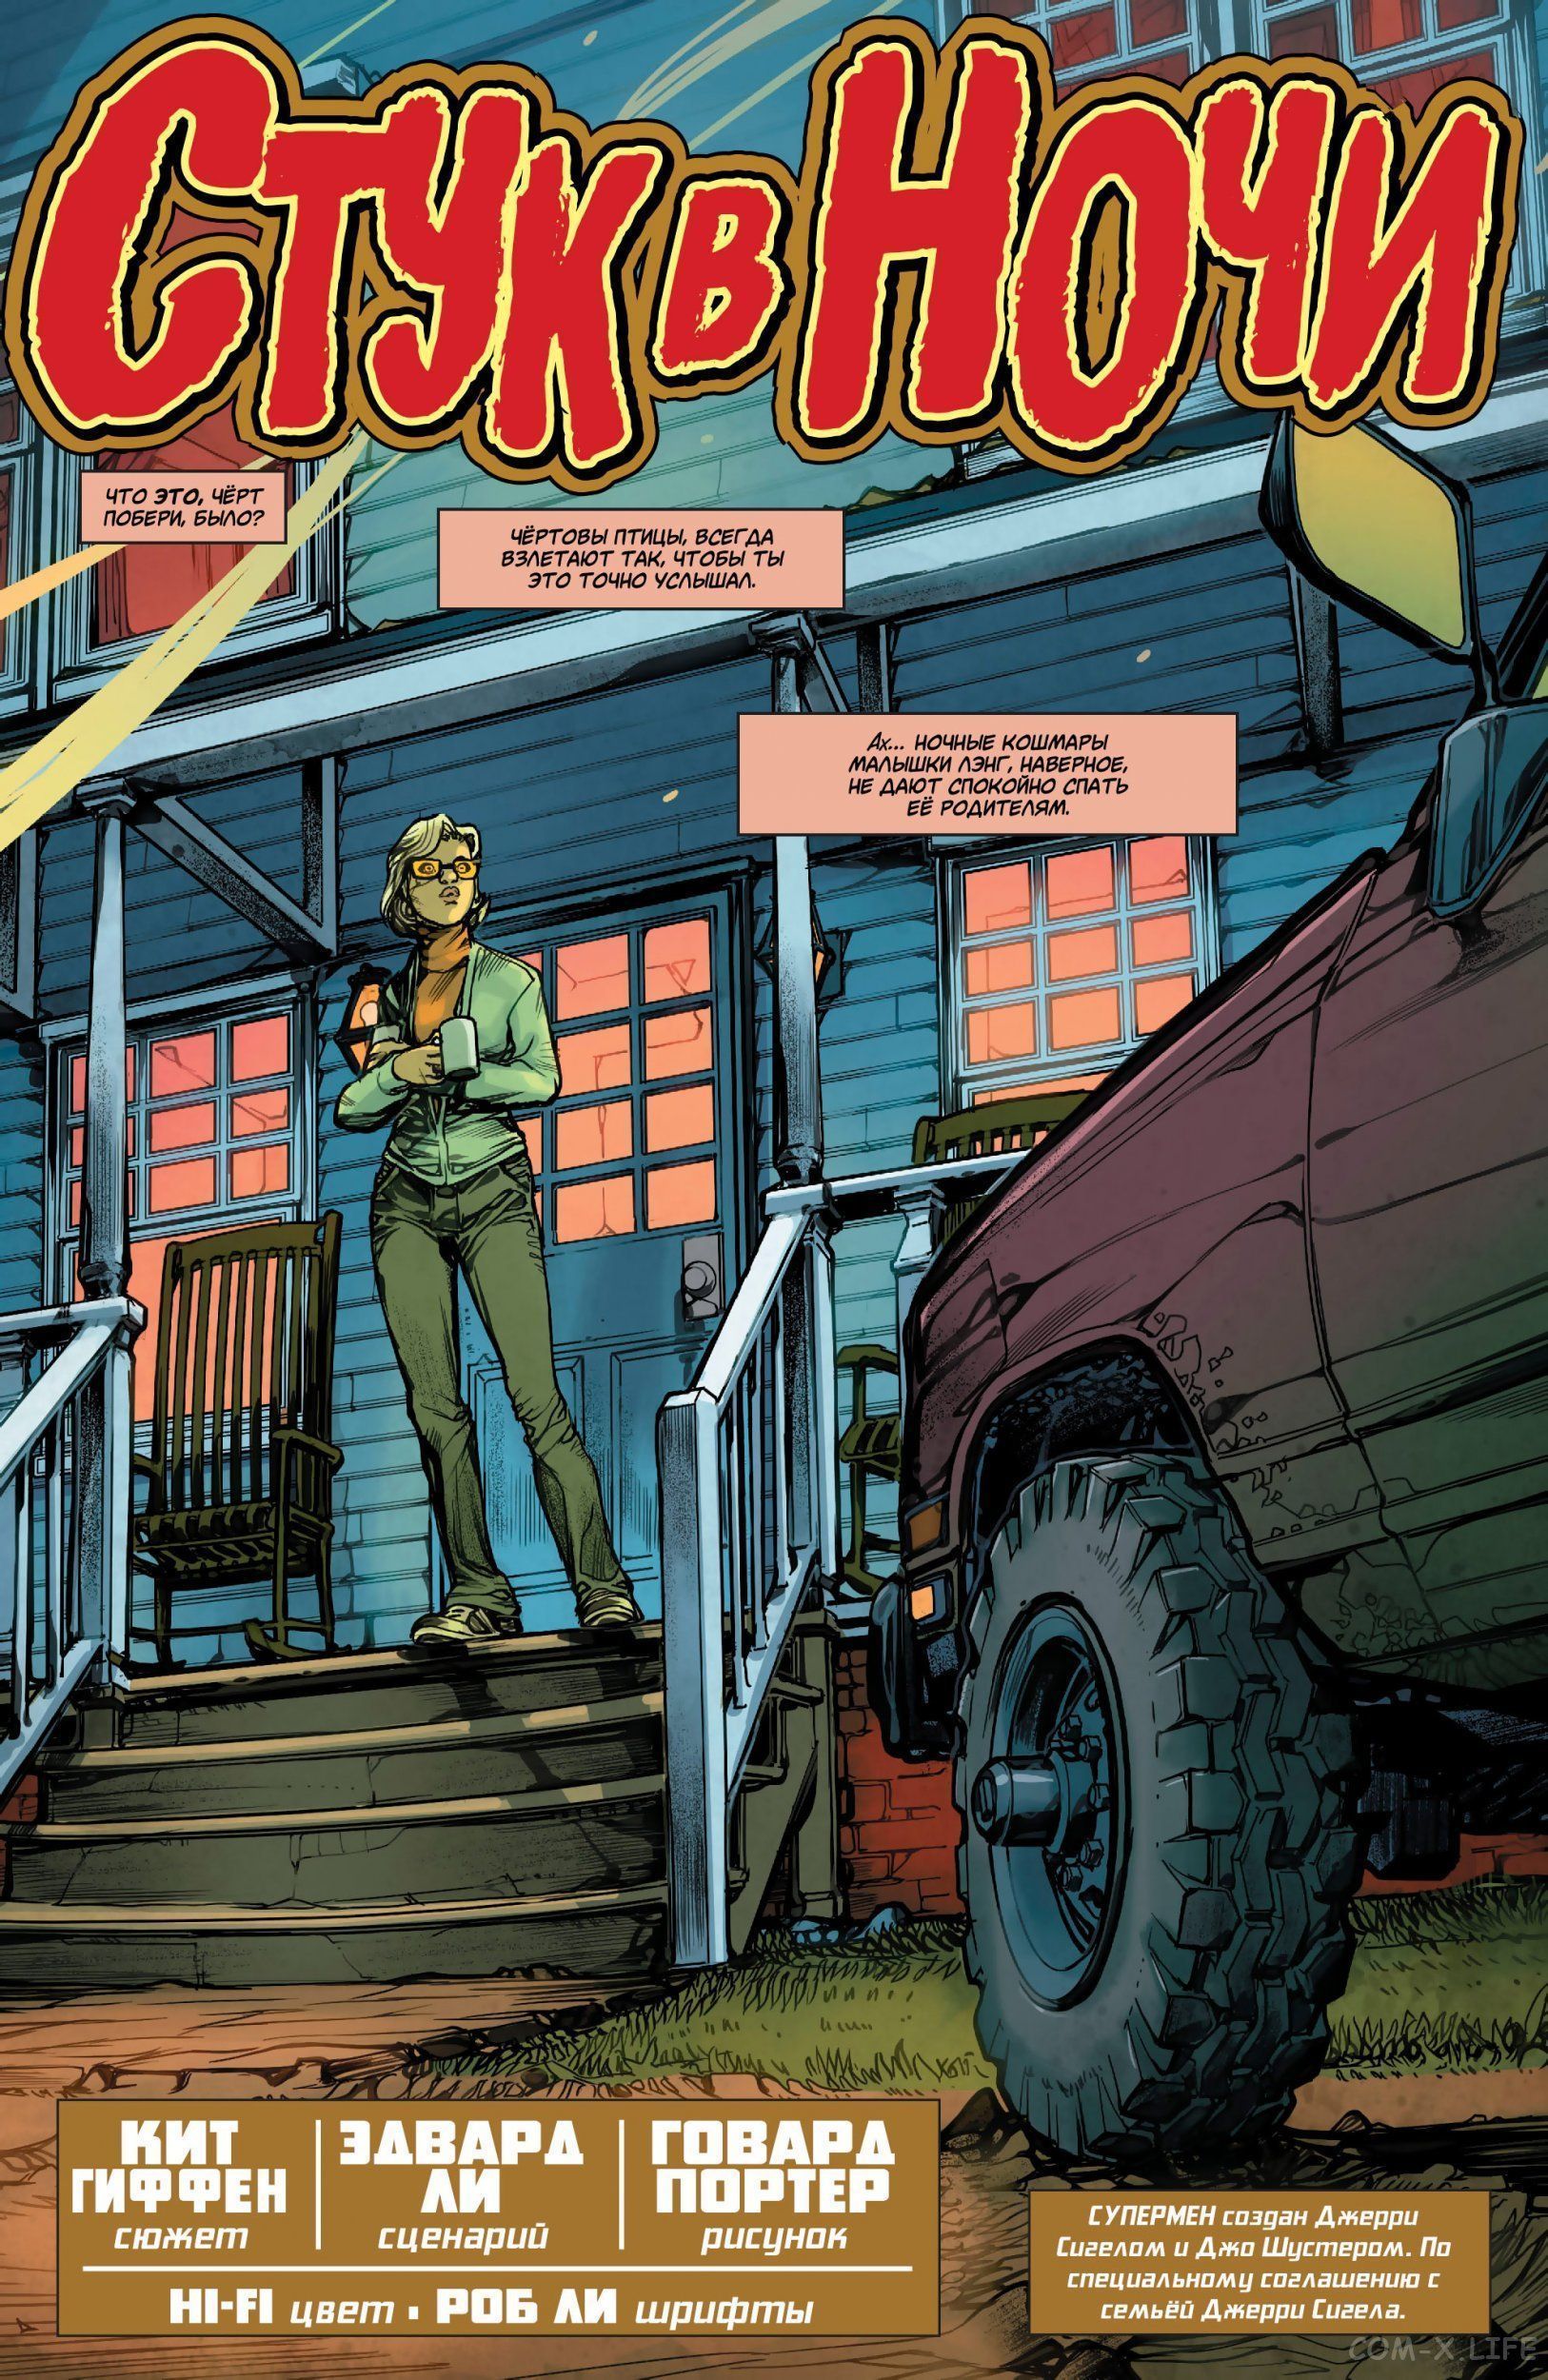 СТУК В НОЧИ
ЧТО ЭТО, ЧЁРТ
ПОБЕРИ, БЫЛО?
ЧЁРТОВЫ ПТИЦЫ, ВСЕГДА
ВЗЛЕТАЮТ ТАК, ЧТОБЫ ТЫ
ЭТО ТОЧНО УСЛЫШАЛ.
Ах... НОЧНЫЕ КОШМАРЫ
МАЛЫШКИ ЛЭНГ, НАВЕРНОЕ,
НЕ ДАЮТ СПОКОЙНО СПАТЬ
ЕЁ РОДИТЕЛЯМ.
КИТ
ГИФФЕН
сюжет
ЭДВАРД
ЛИ
сценарий
ГОВАРД
ПОРТЕР
рисунок
HI-FI цвет • РОБ ЛИ шрифты
СУПЕРМЕН создан Джерри
Сигелом и Джо Шустером. По
специальному соглашению с
семьёй Джерри Сигела.
COM-X.LIFE